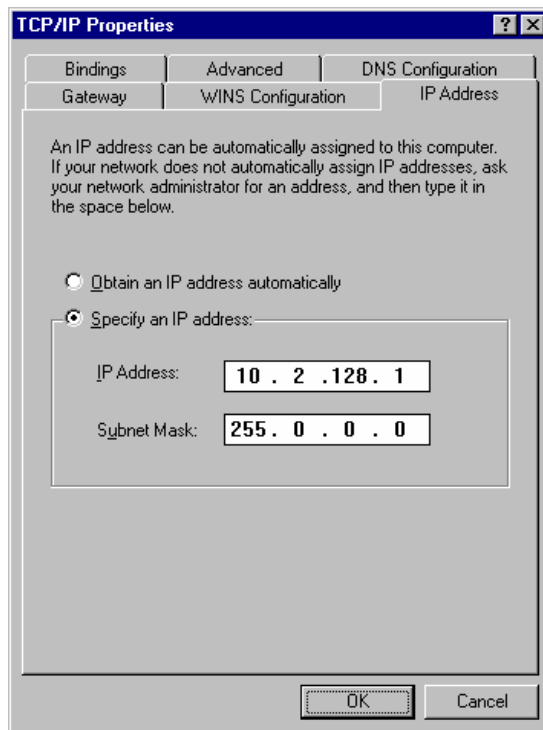 TCP/IP Properties
Bindings Advanced DNS Configuration
Gateway WINS Configuration IP Address
An IP address can be automatically assigned to this computer.
If your network does not automatically assign IP addresses, ask
your network administrator for an address, and then type it in
the space below.
Obtain an IP address automatically
Specify an IP address:
IP Address: 10 . 2 .128. 1
Subnet Mask: 255. 0 . 0 . 0
OK Cancel